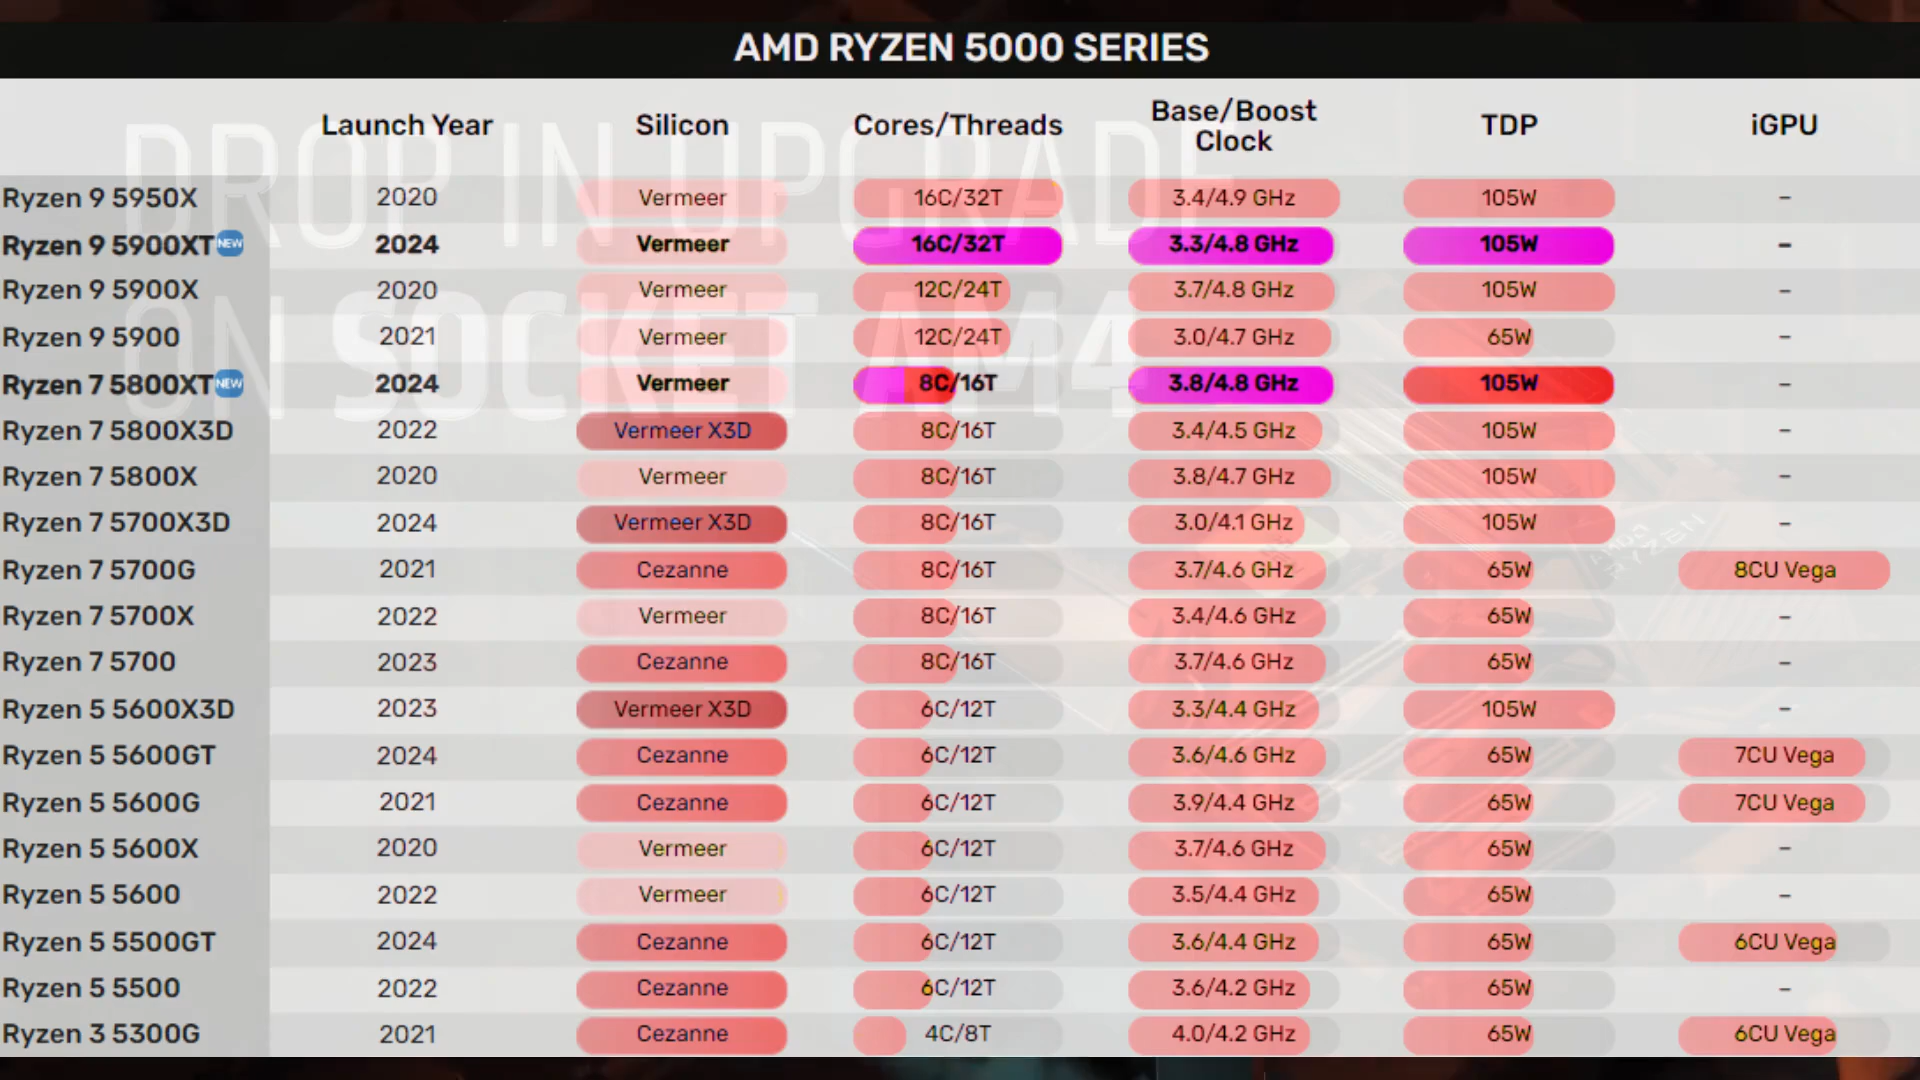 AMD RYZEN 5000 SERIES
Launch Year Silicon Cores/Threads Base/Boost Clock TDP iGPU
DROP IN UPGRADE
ON SOCKET AM4
Ryzen 9 5950X 2020 Vermeer 16C/32T 3.4/4.9 GHz 105W –
Ryzen 9 5900XT NEW 2024 Vermeer 16C/32T 3.3/4.8 GHz 105W –
Ryzen 9 5900X 2020 Vermeer 12C/24T 3.7/4.8 GHz 105W –
Ryzen 9 5900 2021 Vermeer 12C/24T 3.0/4.7 GHz 65W –
Ryzen 7 5800XT NEW 2024 Vermeer 8C/16T 3.8/4.8 GHz 105W –
Ryzen 7 5800X3D 2022 Vermeer X3D 8C/16T 3.4/4.5 GHz 105W –
Ryzen 7 5800X 2020 Vermeer 8C/16T 3.8/4.7 GHz 105W –
Ryzen 7 5700X3D 2024 Vermeer X3D 8C/16T 3.0/4.1 GHz 105W –
AMD RYZEN
Ryzen 7 5700G 2021 Cezanne 8C/16T 3.7/4.6 GHz 65W 8CU Vega
Ryzen 7 5700X 2022 Vermeer 8C/16T 3.4/4.6 GHz 65W –
Ryzen 7 5700 2023 Cezanne 8C/16T 3.7/4.6 GHz 65W –
Ryzen 5 5600X3D 2023 Vermeer X3D 6C/12T 3.3/4.4 GHz 105W –
Ryzen 5 5600GT 2024 Cezanne 6C/12T 3.6/4.6 GHz 65W 7CU Vega
Ryzen 5 5600G 2021 Cezanne 6C/12T 3.9/4.4 GHz 65W 7CU Vega
Ryzen 5 5600X 2020 Vermeer 6C/12T 3.7/4.6 GHz 65W –
Ryzen 5 5600 2022 Vermeer 6C/12T 3.5/4.4 GHz 65W –
Ryzen 5 5500GT 2024 Cezanne 6C/12T 3.6/4.4 GHz 65W 6CU Vega
Ryzen 5 5500 2022 Cezanne 6C/12T 3.6/4.2 GHz 65W –
Ryzen 3 5300G 2021 Cezanne 4C/8T 4.0/4.2 GHz 65W 6CU Vega